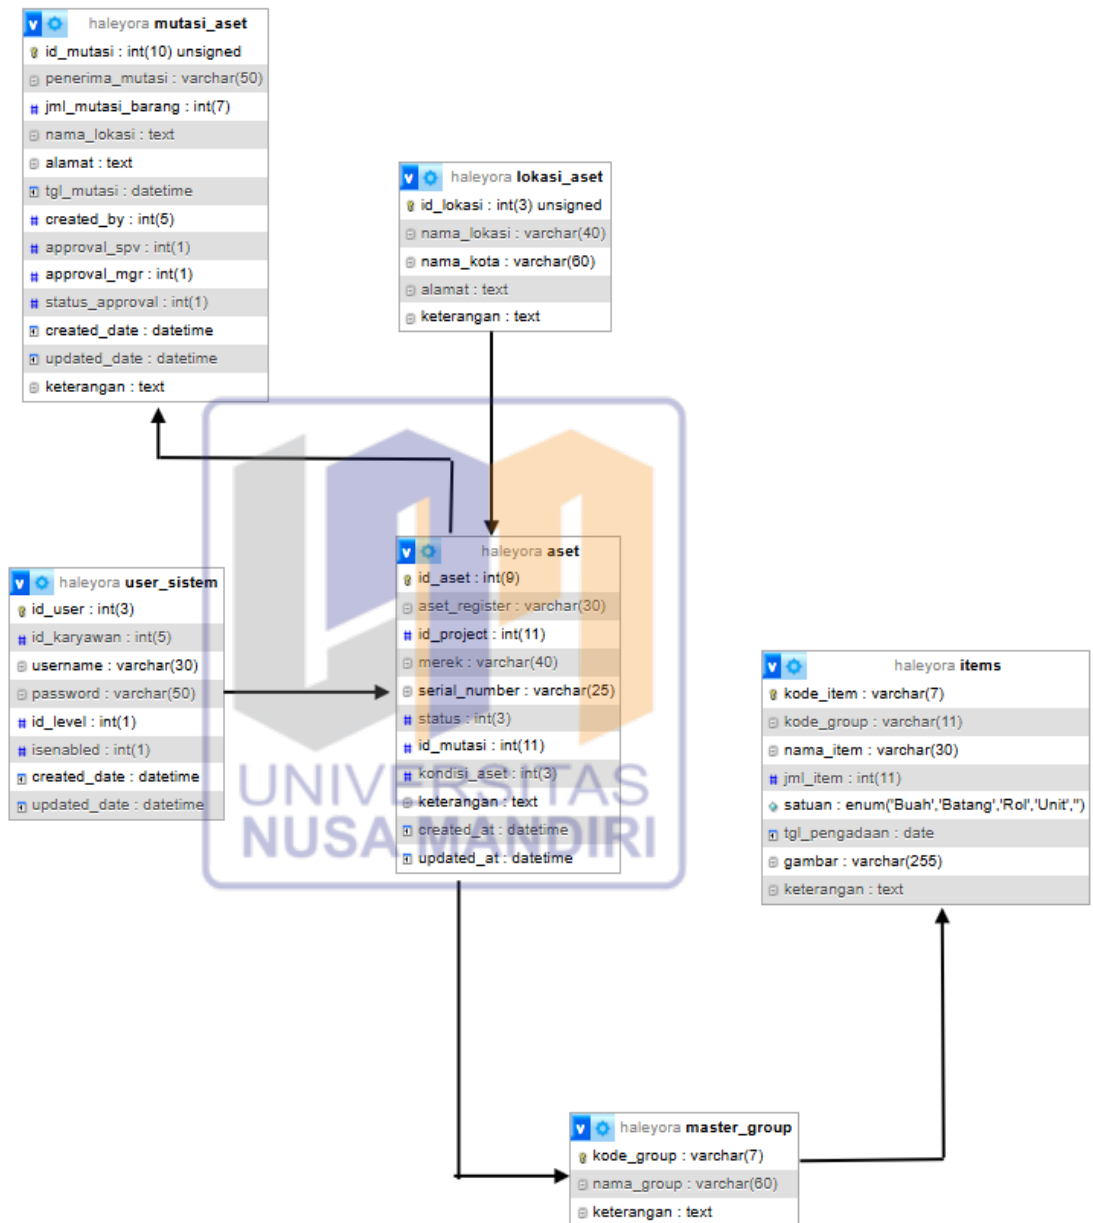 haleyora mutasi_aset
id_mutasi : int(10) unsigned
penerima_mutasi : varchar(50)
jml_mutasi_barang : int(7)
nama_lokasi : text
alamat : text
tgl_mutasi : datetime
created_by : int(5)
approval_spv : int(1)
approval_mgr : int(1)
status_approval : int(1)
created_date : datetime
updated_date : datetime
keterangan : text
haleyora lokasi_aset
id_lokasi : int(3) unsigned
nama_lokasi : varchar(40)
nama_kota : varchar(60)
alamat : text
keterangan : text
haleyora user_sistem
id_user : int(3)
id_karyawan : int(5)
username : varchar(30)
password : varchar(50)
id_level : int(1)
isenabled : int(1)
created_date : datetime
updated_date : datetime
haleyora aset
id_aset : int(9)
aset_register : varchar(30)
id_project : int(11)
merek : varchar(40)
serial_number : varchar(25)
status : int(3)
id_mutasi : int(11)
kondisi_aset : int(3)
keterangan : text
created_at : datetime
updated_at : datetime
haleyora items
kode_item : varchar(7)
kode_group : varchar(11)
nama_item : varchar(30)
jml_item : int(11)
satuan : enum('Buah','Batang','Rol','Unit','')
tgl_pengadaan : date
gambar : varchar(255)
keterangan : text
UNIVERSITAS
NUSA MANDIRI
haleyora master_group
kode_group : varchar(7)
nama_group : varchar(60)
keterangan : text